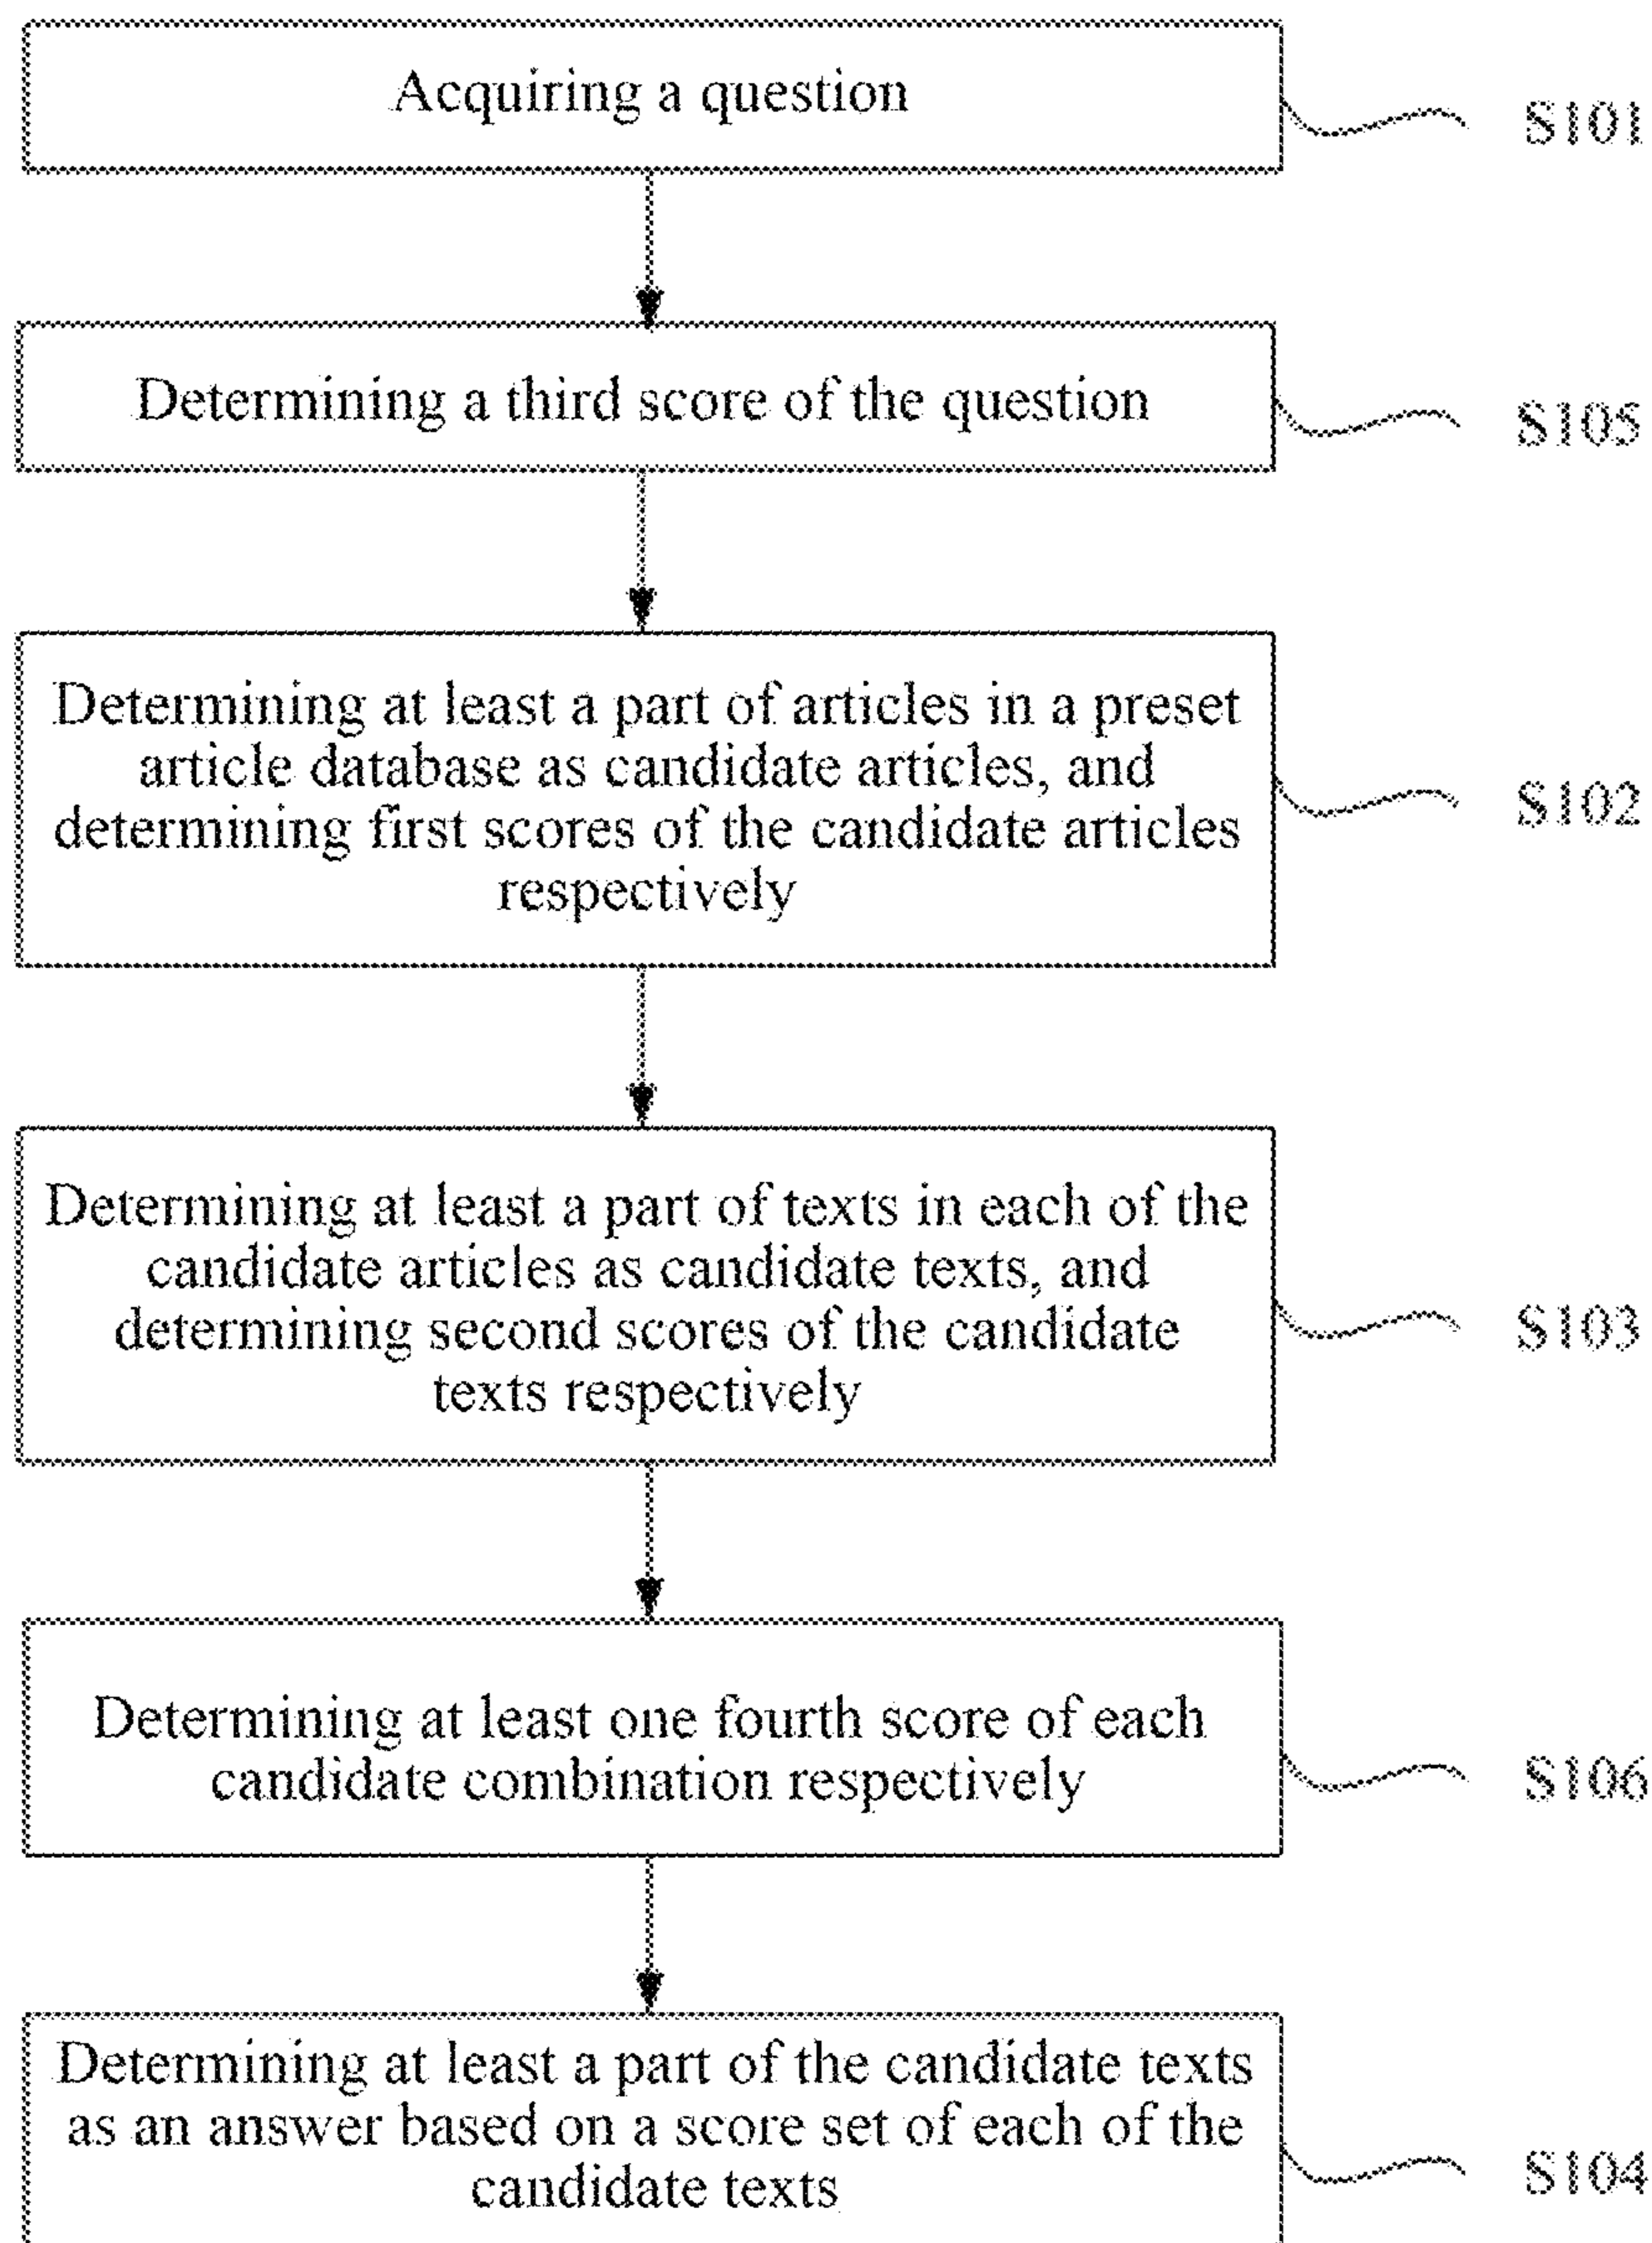 Acquiring a question
S101
Determining a third score of the question
S105
Determining at least a part of articles in a preset
article database as candidate articles, and
determining first scores of the candidate articles
respectively
S102
Determining at least a part of texts in each of the
candidate articles as candidate texts, and
determining second scores of the candidate
texts respectively
S103
Determining at least one fourth score of each
candidate combination respectively
S106
Determining at least a part of the candidate texts
as an answer based on a score set of each of the
candidate texts
S104